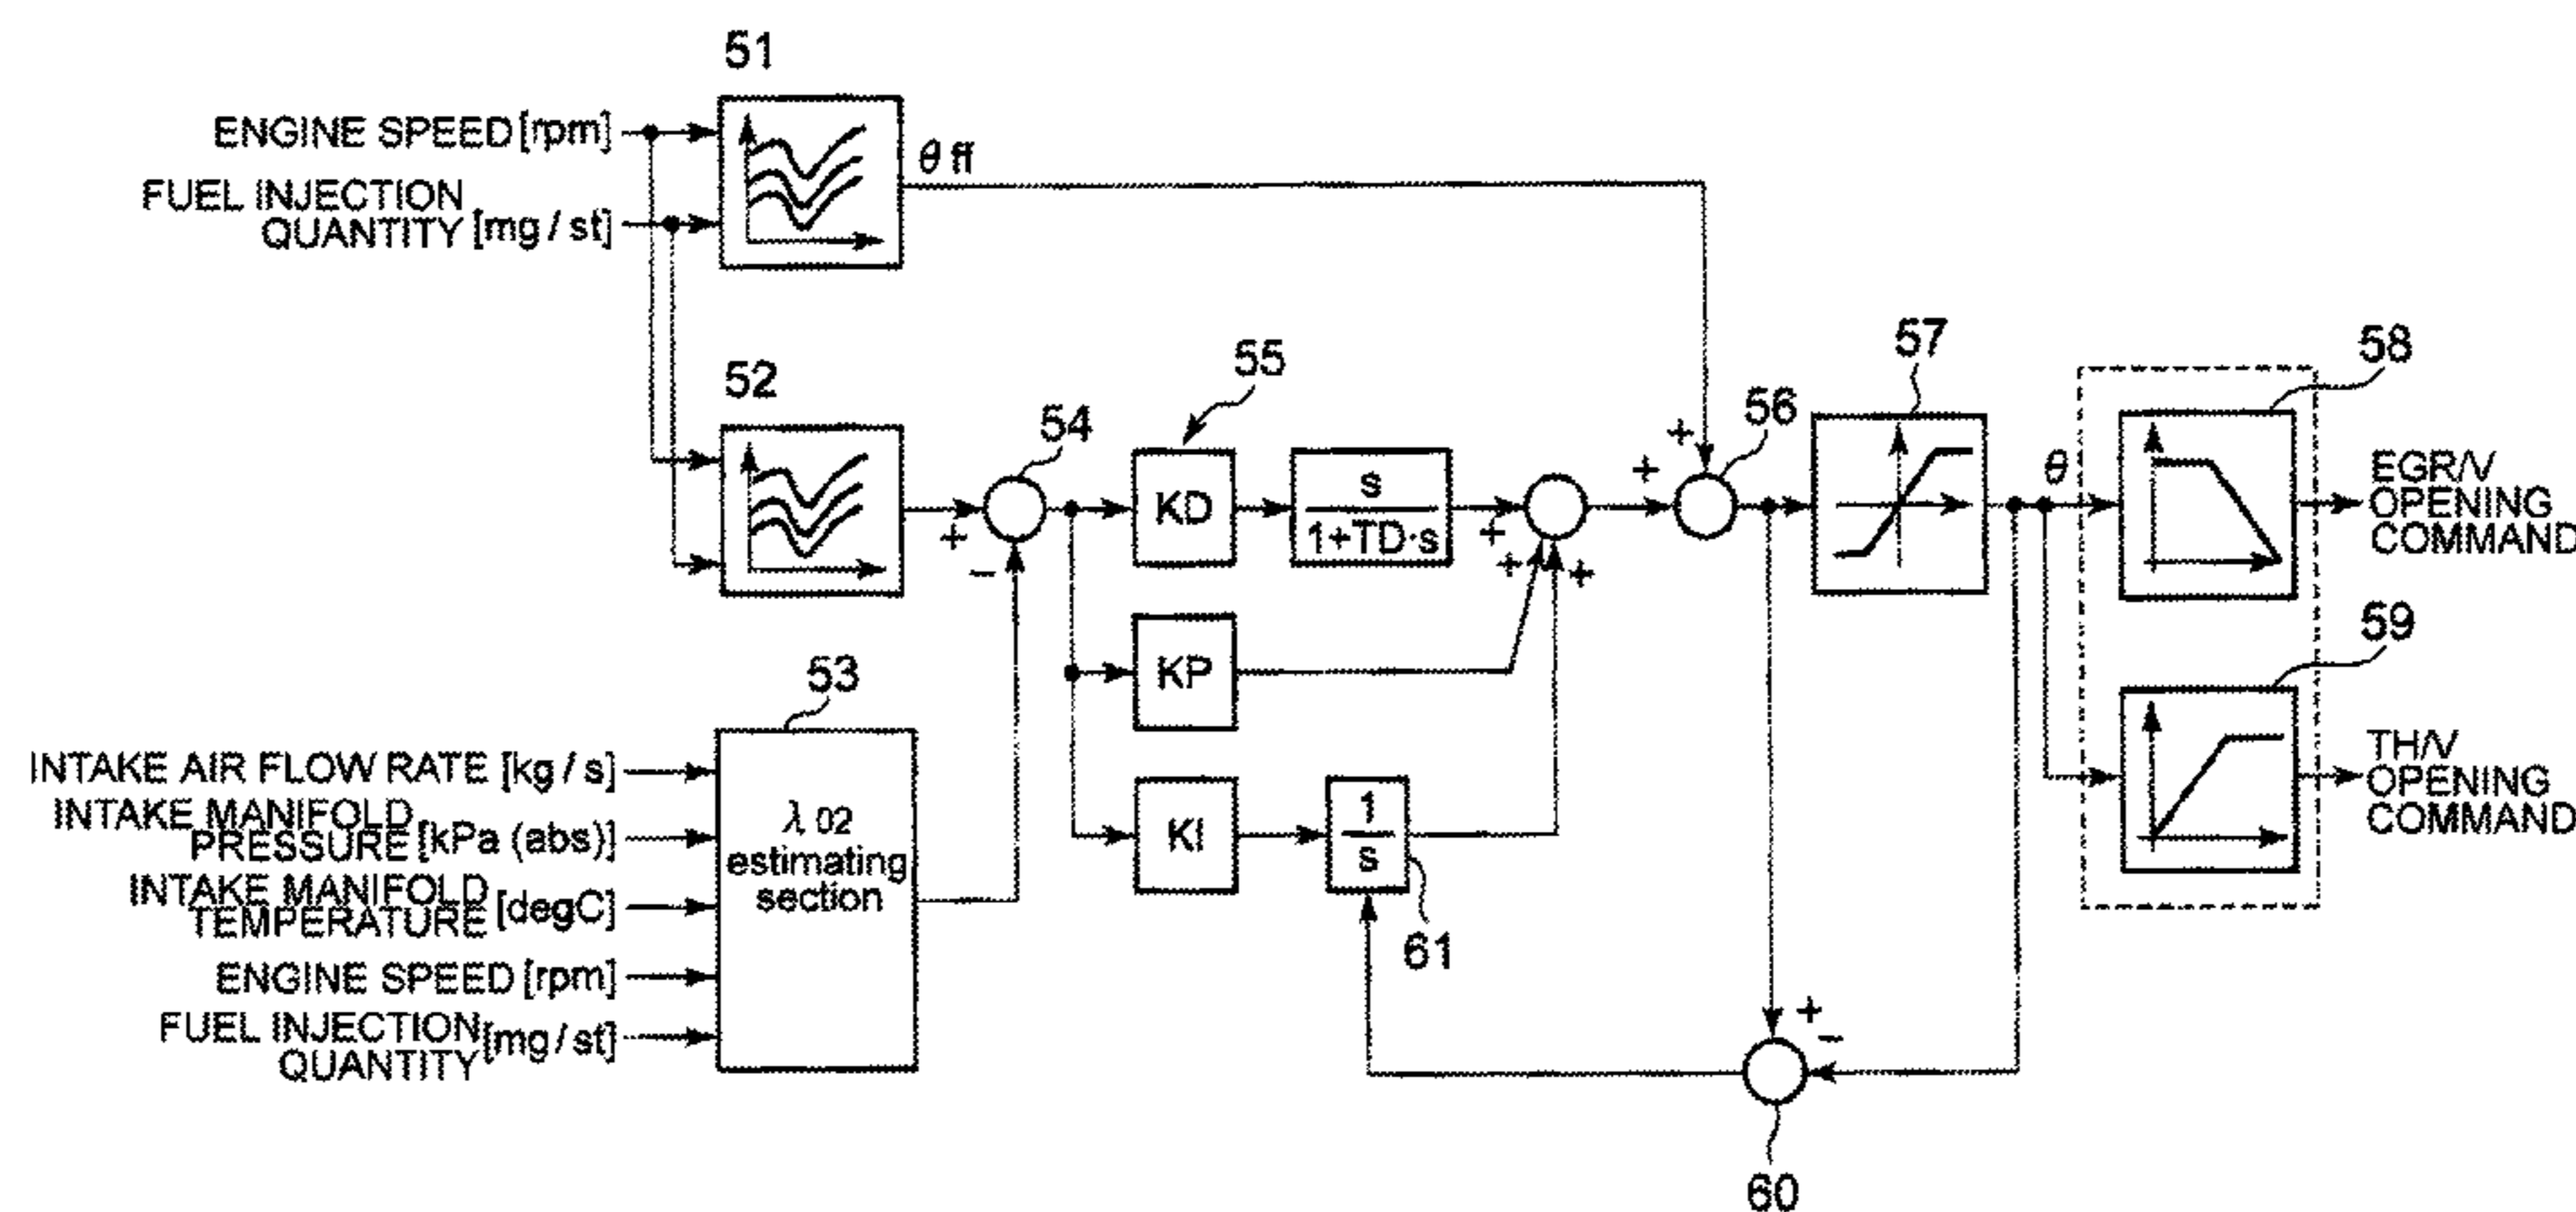 51
ENGINE SPEED [rpm]
θ ff
FUEL INJECTION
QUANTITY [mg / st]
52
54
55
56
57
58
+
+
KD
s
1+TD·s
+
+
+
+
−
θ
EGR/V
OPENING
COMMAND
53
KP
59
INTAKE AIR FLOW RATE [kg / s]
INTAKE MANIFOLD
PRESSURE [kPa (abs)]
INTAKE MANIFOLD
TEMPERATURE [degC]
ENGINE SPEED [rpm]
FUEL INJECTION
QUANTITY [mg / st]
λ 02
estimating
section
KI
1
s
61
TH/V
OPENING
COMMAND
+
−
60